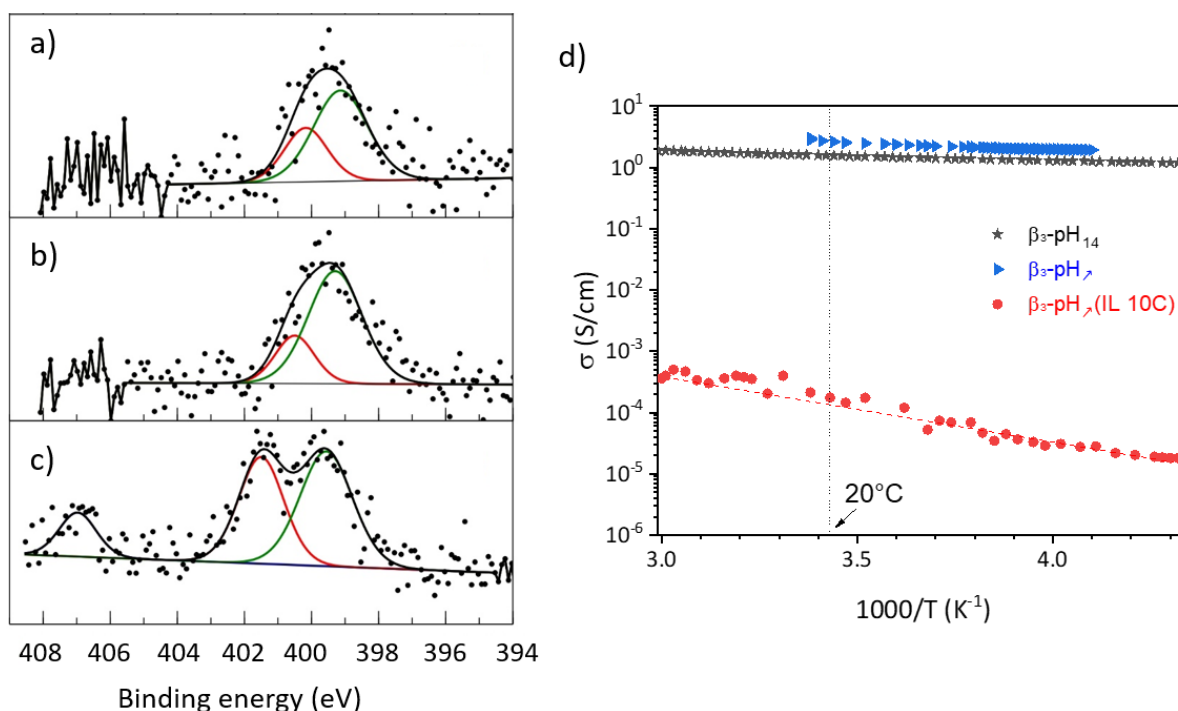 a)
b)
c)
408 406 404 402 400 398 396 394
Binding energy (eV)
d)
10¹
10⁰
10⁻¹
10⁻²
10⁻³
10⁻⁴
10⁻⁵
10⁻⁶
σ (S/cm)
β₃-pH₁₄
β₃-pH₇
β₃-pH₇(IL 10C)
20°C
3.0 3.5 4.0
1000/T (K⁻¹)